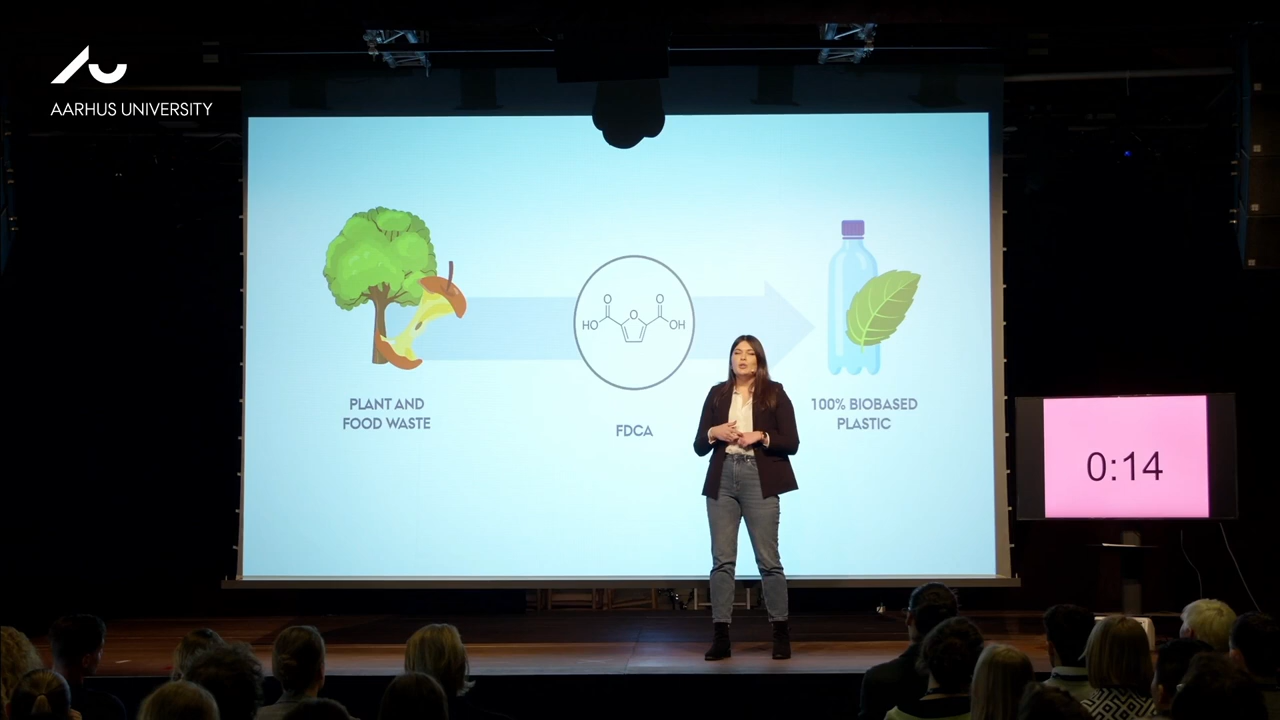 AARHUS UNIVERSITY
O
O
HO
O
OH
PLANT AND
FOOD WASTE
FDCA
100% BIOBASED
PLASTIC
0:14